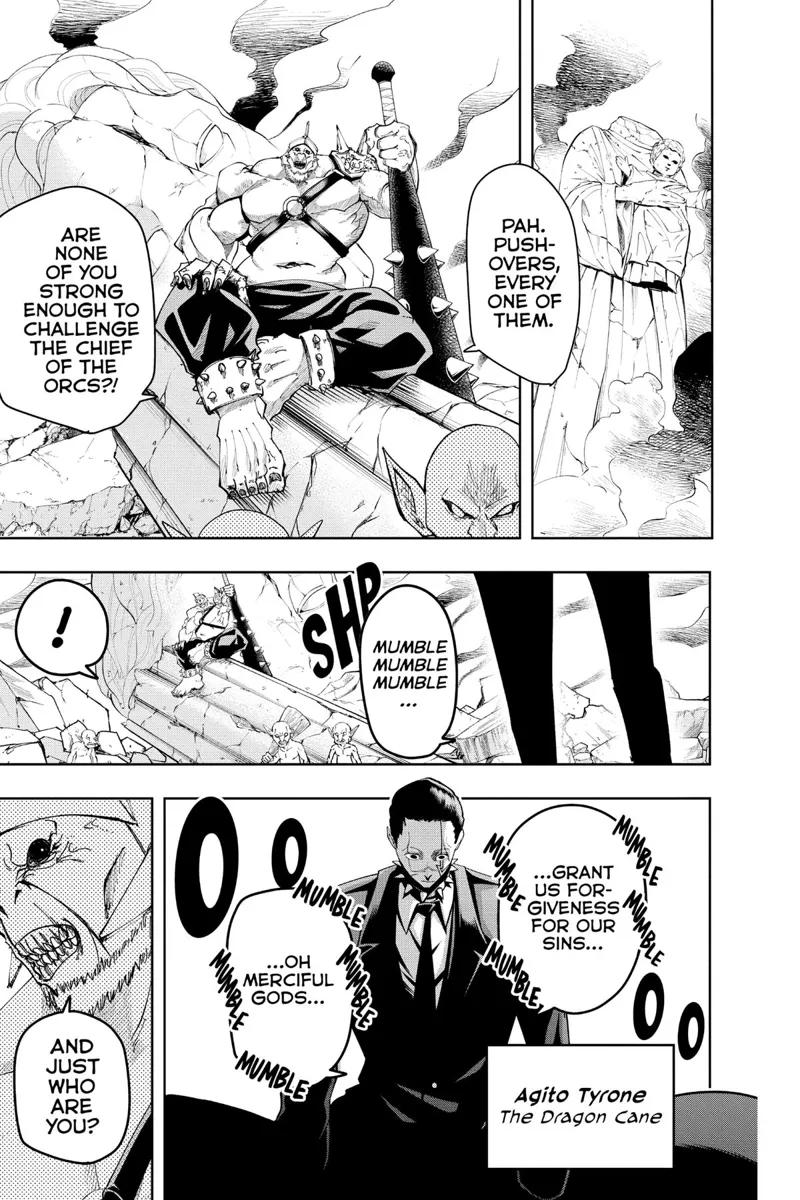 PAH.
PUSH-
OVERS,
EVERY
ONE OF
THEM.
ARE
NONE
OF YOU
STRONG
ENOUGH TO
CHALLENGE
THE CHIEF
OF THE
ORCS?!
SHP
MUMBLE
MUMBLE
MUMBLE
...
!
MUMBLE
MUMBLE
...GRANT
US FOR-
GIVENESS
FOR OUR
SINS...
MUMBLE
MUMBLE
MUMBLE
...OH
MERCIFUL
GODS...
MUMBLE
MUMBLE
MUMBLE
O
O
O
O
Agito Tyrone
The Dragon Cane
AND
JUST
WHO
ARE
YOU?